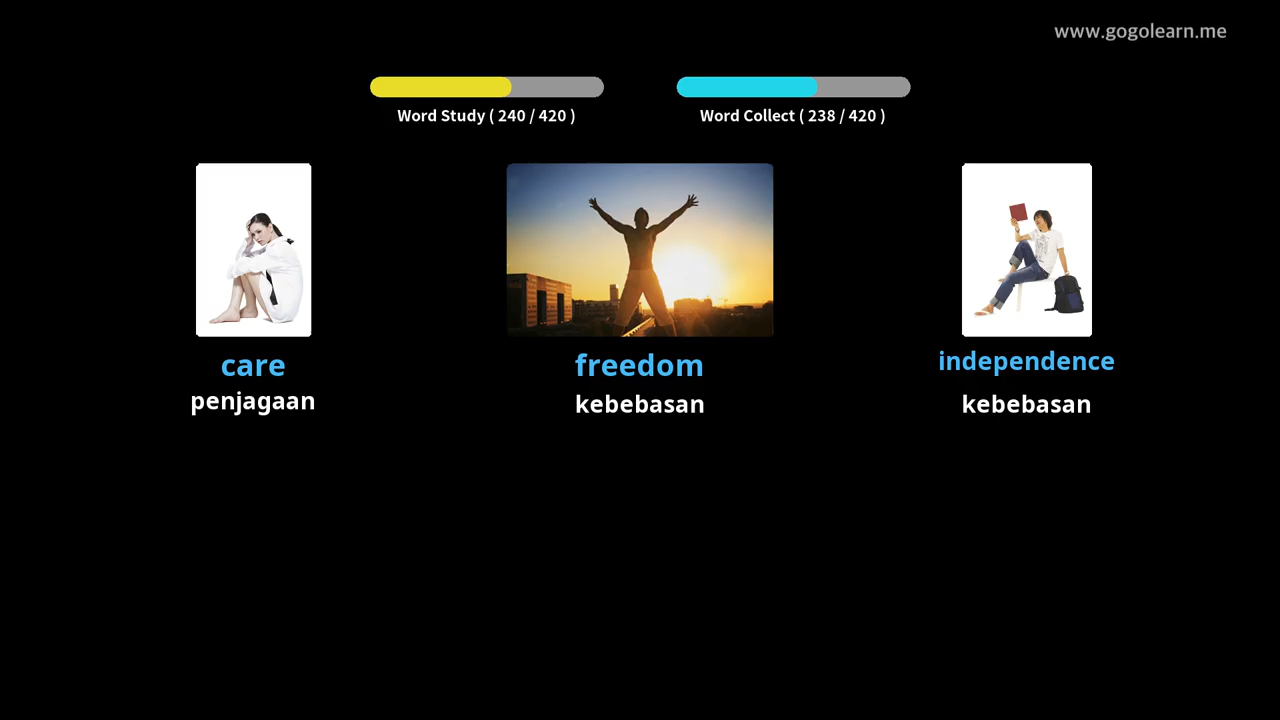 www.gogolearn.me
Word Study ( 240 / 420 )
Word Collect ( 238 / 420 )
care
penjagaan
freedom
kebebasan
independence
kebebasan